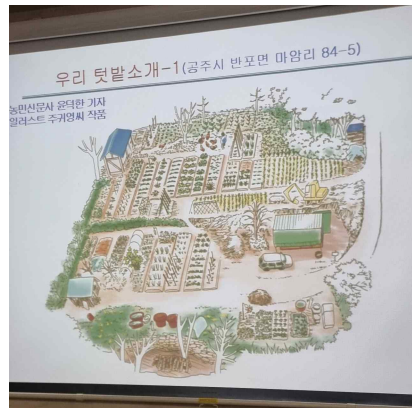 우리 텃밭소개-1(공주시 반포면 마암리 84-5)
농민신문사 윤덕한 기자
일러스트 주커영씨 작품